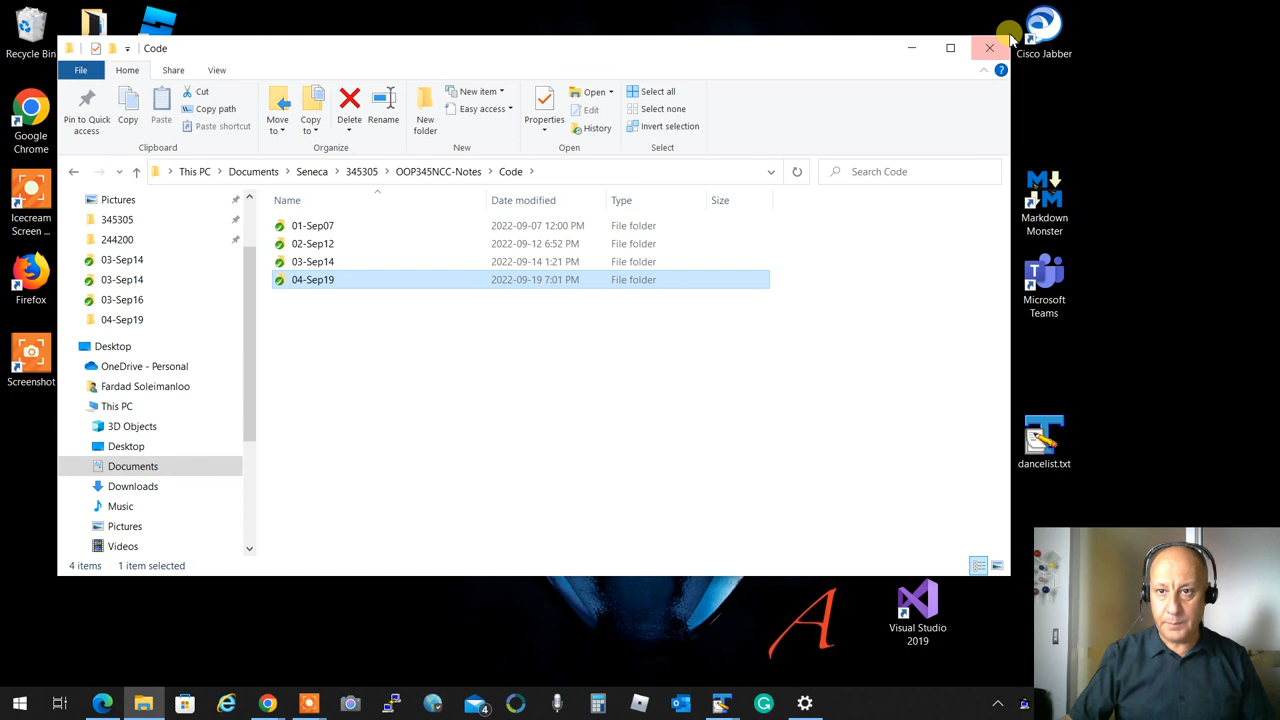 Recycle Bin
Google
Chrome
Icecream
Screen ...
Firefox
Screenshot
Code
File
Home
Share
View
Pin to Quick
access
Copy
Paste
Cut
Copy path
Paste shortcut
Clipboard
Move
to
Copy
to
Delete
Rename
Organize
New
folder
New item
Easy access
New
Properties
Open
Edit
History
Open
Select all
Select none
Invert selection
Select
This PC > Documents > Seneca > 345305 > OOP345NCC-Notes > Code >
Search Code
Name
Date modified
Type
Size
01-Sep07 2022-09-07 12:00 PM File folder
02-Sep12 2022-09-12 6:52 PM File folder
03-Sep14 2022-09-14 1:21 PM File folder
04-Sep19 2022-09-19 7:01 PM File folder
Pictures
345305
244200
03-Sep14
03-Sep14
03-Sep16
04-Sep19
Desktop
OneDrive - Personal
Fardad Soleimanloo
This PC
3D Objects
Desktop
Documents
Downloads
Music
Pictures
Videos
4 items 1 item selected
Cisco Jabber
Markdown
Monster
Microsoft
Teams
dancelist.txt
Visual Studio
2019
A
4